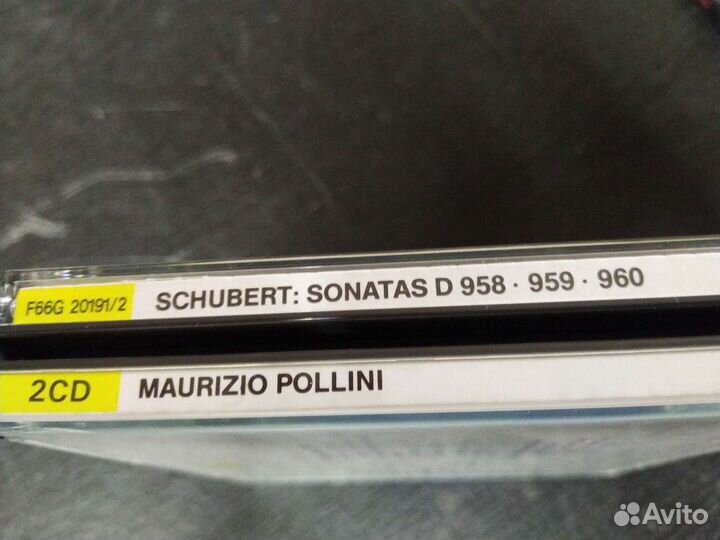 F66G 20191/2 SCHUBERT: SONATAS D 958 · 959 · 960
2CD MAURIZIO POLLINI
Avito